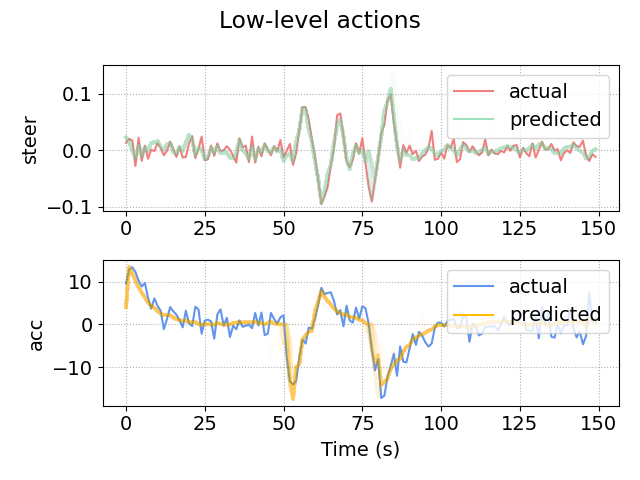 Low-level actions
steer
0.1
0.0
−0.1
actual
predicted
0 25 50 75 100 125 150
acc
10
0
−10
actual
predicted
0 25 50 75 100 125 150
Time (s)